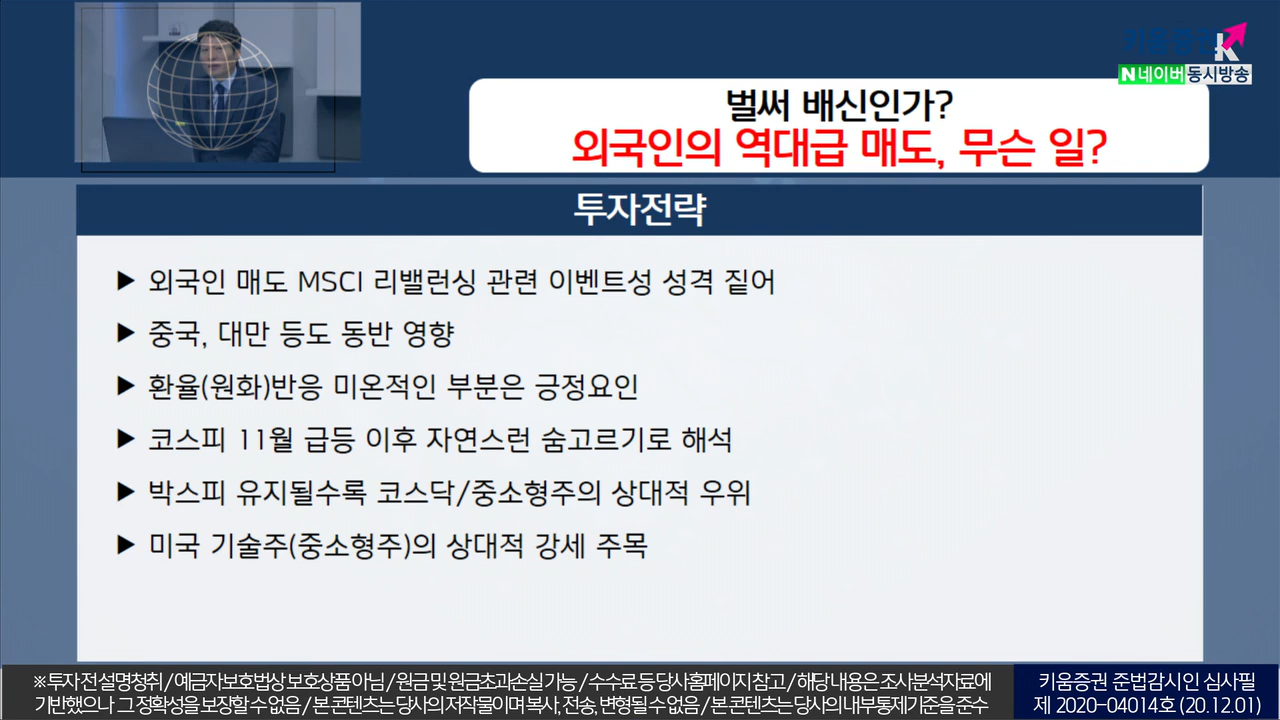 키움증권
N 네이버 동시방송
벌써 배신인가?
외국인의 역대급 매도, 무슨 일?
투자전략
▶ 외국인 매도 MSCI 리밸런싱 관련 이벤트성 성격 짙어
▶ 중국, 대만 등도 동반 영향
▶ 환율(원화)반응 미온적인 부분은 긍정요인
▶ 코스피 11월 급등 이후 자연스런 숨고르기로 해석
▶ 박스피 유지될수록 코스닥/중소형주의 상대적 우위
▶ 미국 기술주(중소형주)의 상대적 강세 주목
※ 투자 전 설명청취 / 예금자보호법상 보호상품 아님 / 원금 및 원금초과손실 가능 / 수수료 등 당사홈페이지 참고 / 해당 내용은 조사분석자료에
기반했으나 그 정확성을 보장할 수 없음 / 본 콘텐츠는 당사의 저작물이며 복사, 전송, 변형될 수 없음 / 본 콘텐츠는 당사의 내부통제기준을 준수
키움증권 준법감시인 심사필
제 2020-04014호 (20.12.01)